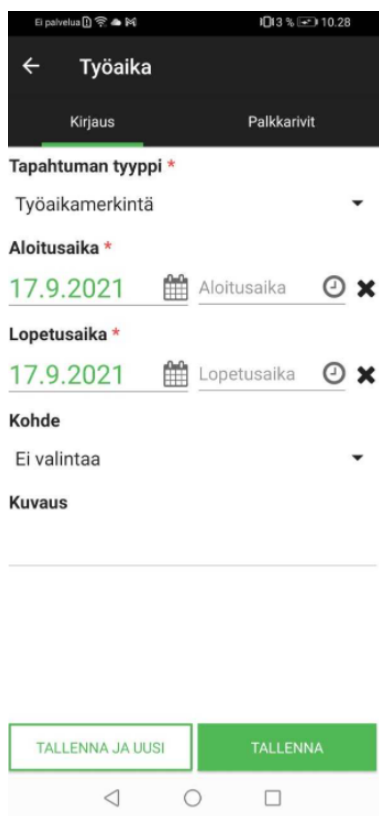 Ei palvelua 3 % 10.28
Työaika
Kirjaus Palkkarivit
Tapahtuman tyyppi *
Työaikamerkintä
Aloitusaika *
17.9.2021 Aloitusaika
Lopetusaika *
17.9.2021 Lopetusaika
Kohde
Ei valintaa
Kuvaus
TALLENNA JA UUSI TALLENNA